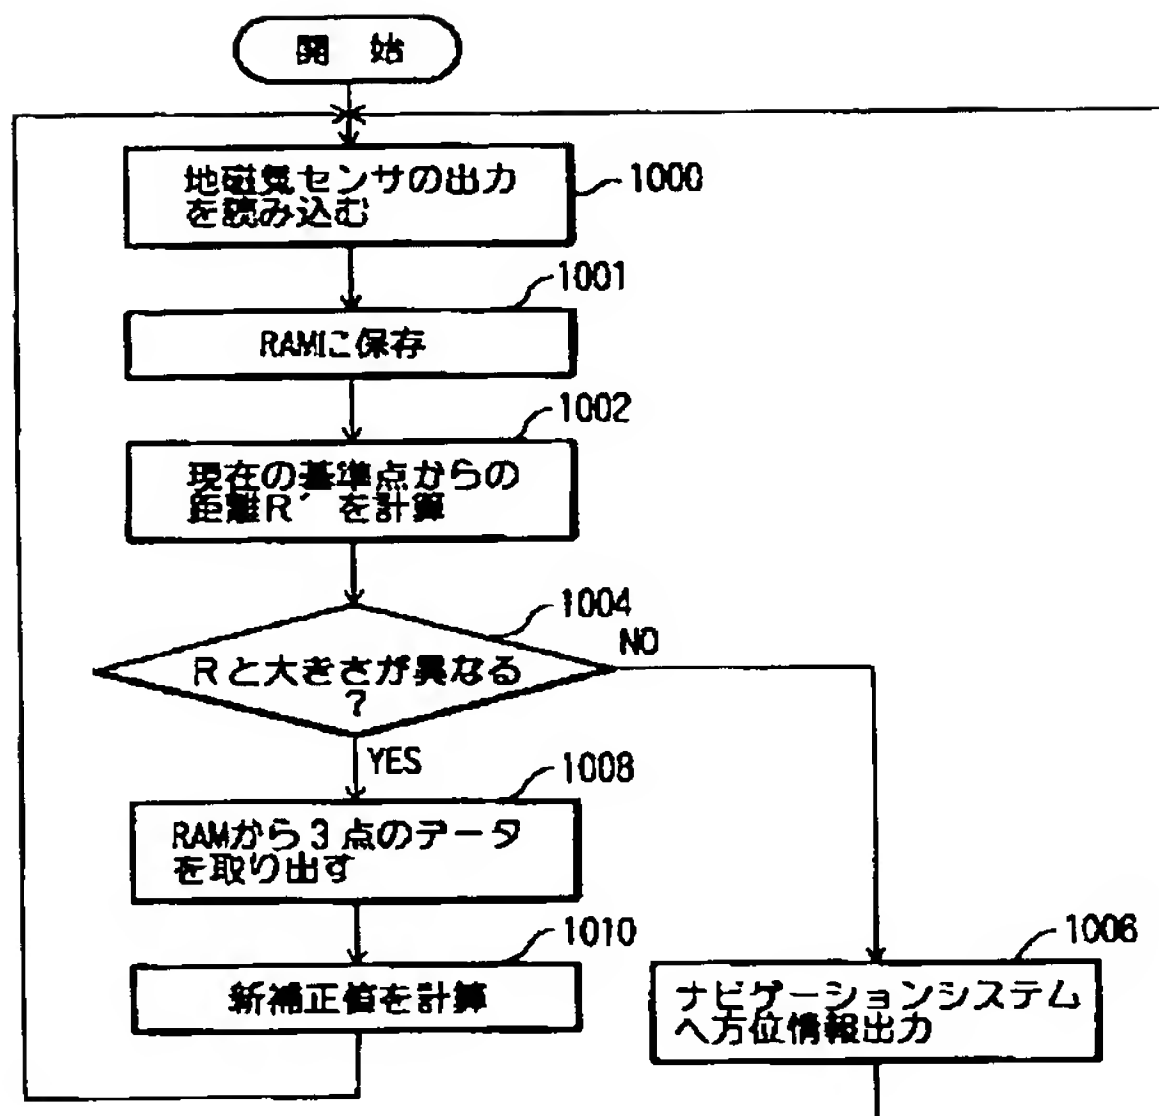 開 始
地磁気センサの出力
を読み込む
1000
1001
RAMに保存
1002
現在の基準点からの
距離R´を計算
1004
NO
Rと大きさが異なる
?
YES
1008
RAMから3点のデータ
を取り出す
1010
新補正値を計算
1006
ナビゲーションシステム
へ方位情報出力